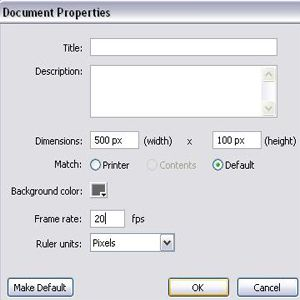 Document Properties
Title:
Description:
Dimensions: 500 px (width) x 100 px (height)
Match: Printer Contents Default
Background color:
Frame rate: 20 fps
Ruler units: Pixels
Make Default OK Cancel